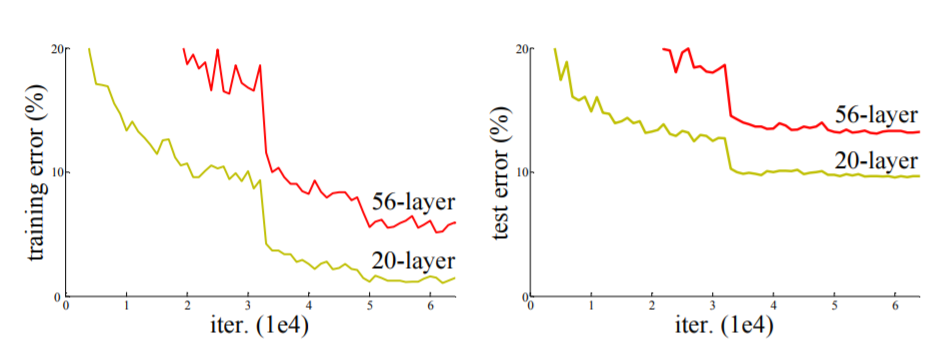 training error (%)
20
10
0
0 1 2 3 4 5 6
iter. (1e4)
56-layer
20-layer
test error (%)
20
10
0
0 1 2 3 4 5 6
iter. (1e4)
56-layer
20-layer